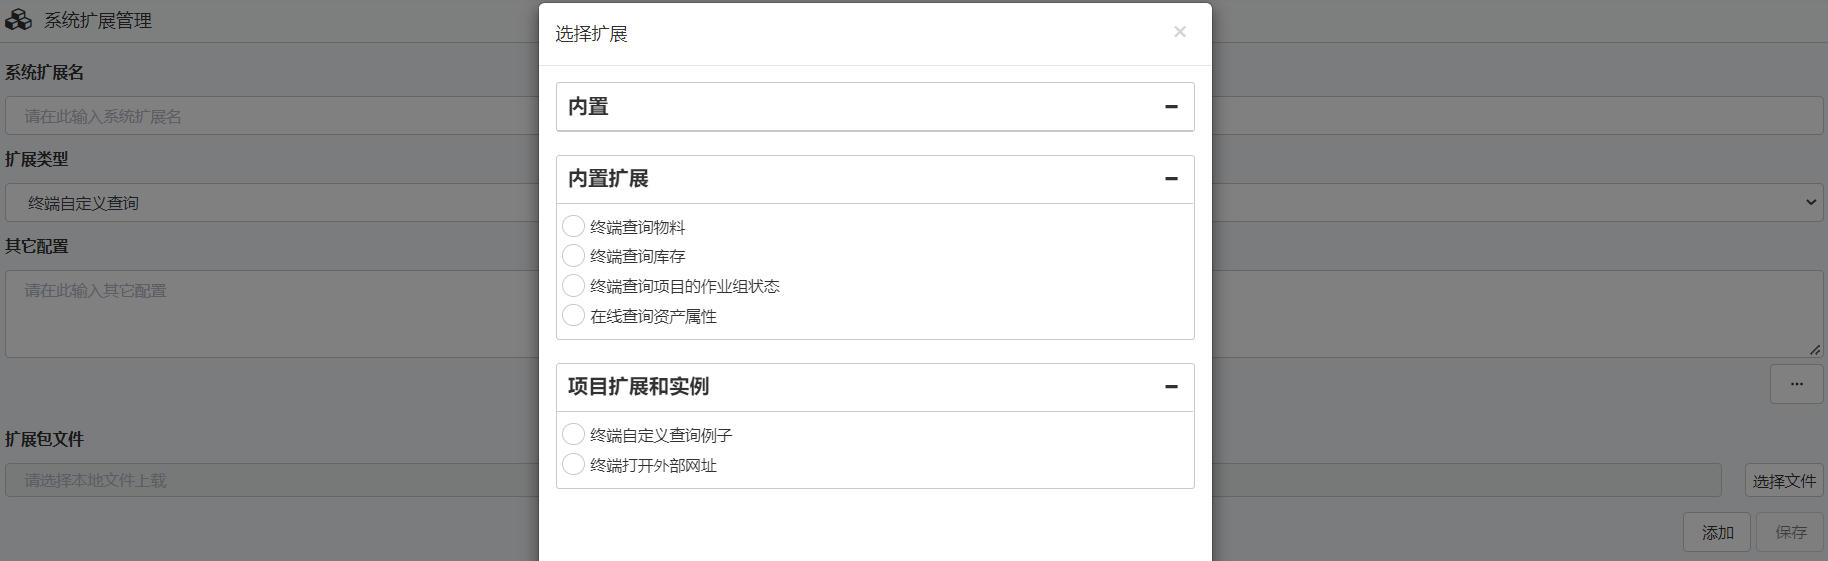 系统扩展管理
系统扩展名
请在此输入系统扩展名
扩展类型
终端自定义查询
其它配置
请在此输入其它配置
...
扩展包文件
请选择本地文件上载
选择文件
添加
保存
选择扩展
×
内置
内置扩展
终端查询物料
终端查询库存
终端查询项目的作业组状态
在线查询资产属性
项目扩展和实例
终端自定义查询例子
终端打开外部网址